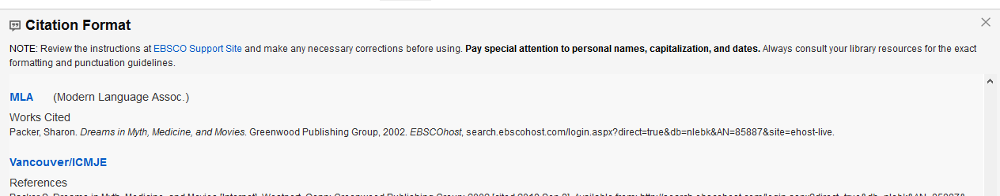 Citation Format
NOTE: Review the instructions at EBSCO Support Site and make any necessary corrections before using. Pay special attention to personal names, capitalization, and dates. Always consult your library resources for the exact
formatting and punctuation guidelines.
MLA (Modern Language Assoc.)
Works Cited
Packer, Sharon. Dreams in Myth, Medicine, and Movies. Greenwood Publishing Group, 2002. EBSCOhost, search.ebscohost.com/login.aspx?direct=true&db=nlebk&AN=85887&site=ehost-live.
Vancouver/ICMJE
References